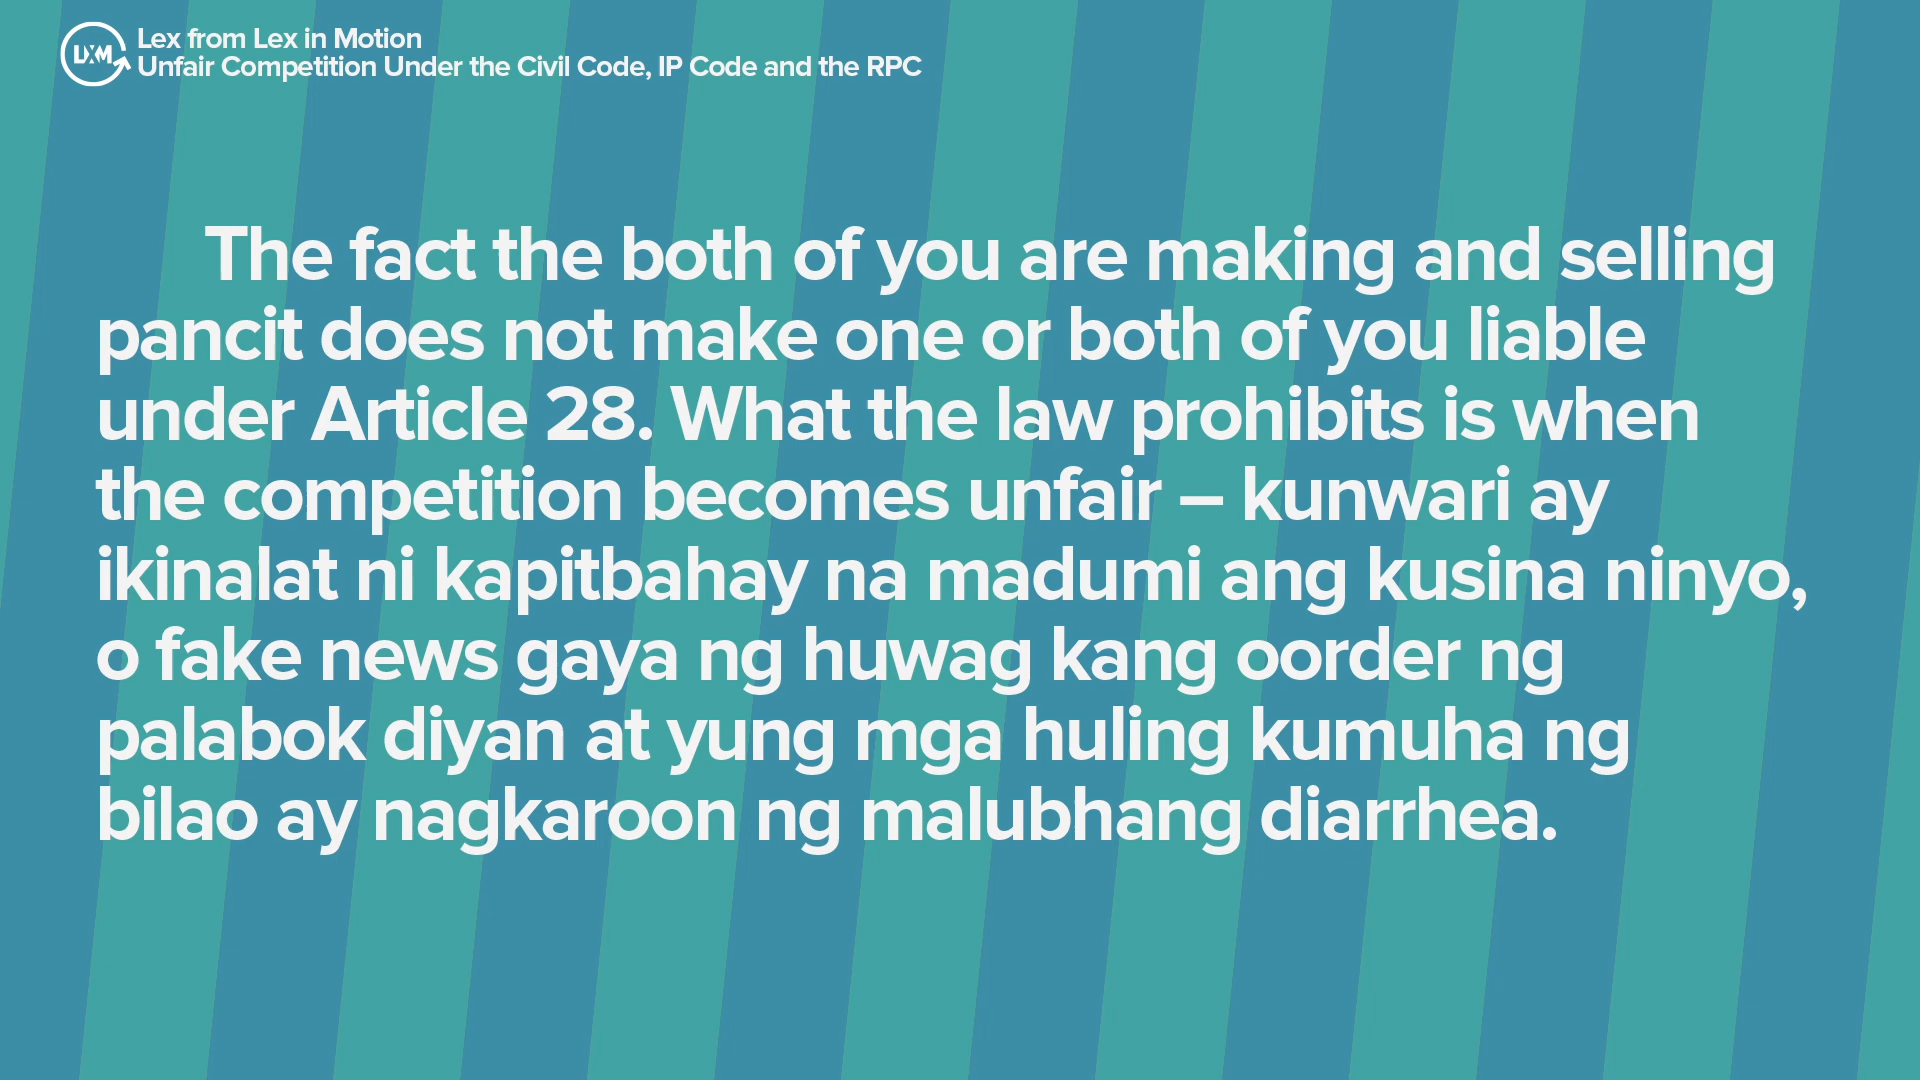 LXM
Lex from Lex in Motion
Unfair Competition Under the Civil Code, IP Code and the RPC
The fact the both of you are making and selling
pancit does not make one or both of you liable
under Article 28. What the law prohibits is when
the competition becomes unfair – kunwari ay
ikinalat ni kapitbahay na madumi ang kusina ninyo,
o fake news gaya ng huwag kang oorder ng
palabok diyan at yung mga huling kumuha ng
bilao ay nagkaroon ng malubhang diarrhea.